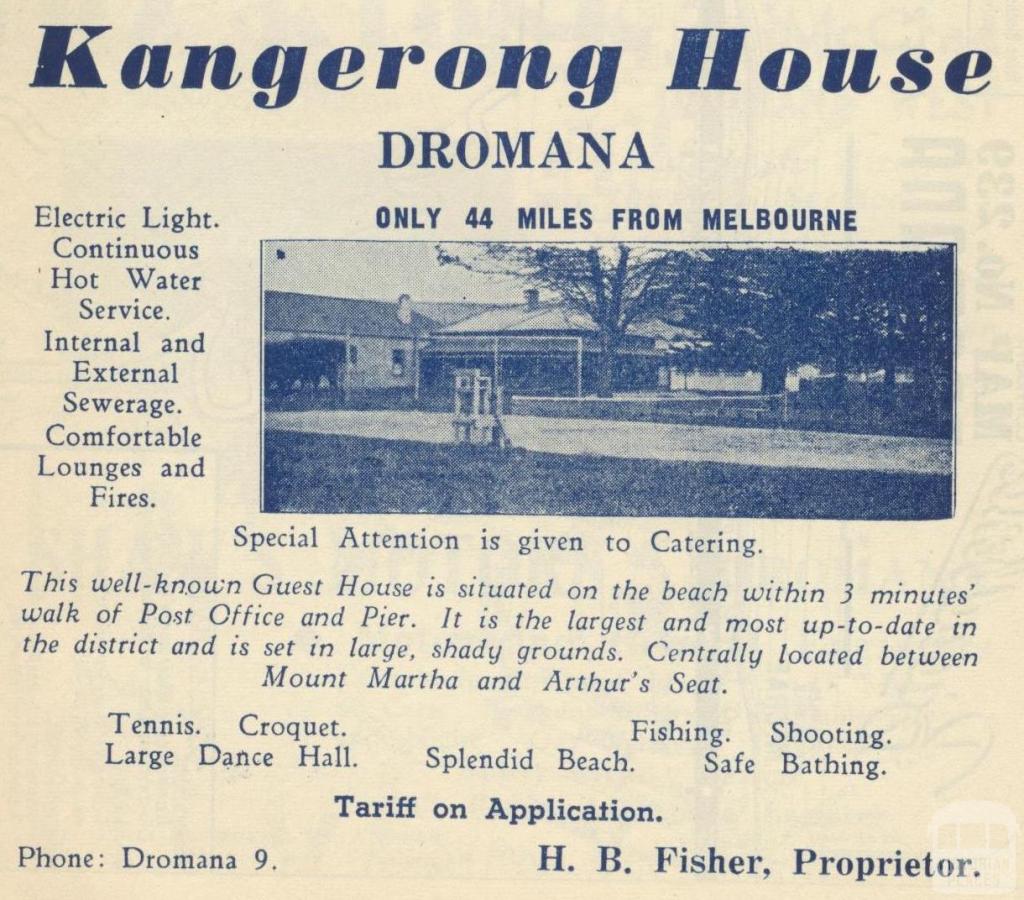 Kangerong House
DROMANA
Electric Light.
Continuous
Hot Water
Service.
Internal and
External
Sewerage.
Comfortable
Lounges and
Fires.
ONLY 44 MILES FROM MELBOURNE
Special Attention is given to Catering.
This well-known Guest House is situated on the beach within 3 minutes'
walk of Post Office and Pier. It is the largest and most up-to-date in
the district and is set in large, shady grounds. Centrally located between
Mount Martha and Arthur's Seat.
Tennis. Croquet. Fishing. Shooting.
Large Dance Hall. Splendid Beach. Safe Bathing.
Tariff on Application.
Phone: Dromana 9. H. B. Fisher, Proprietor.
MAP No 239